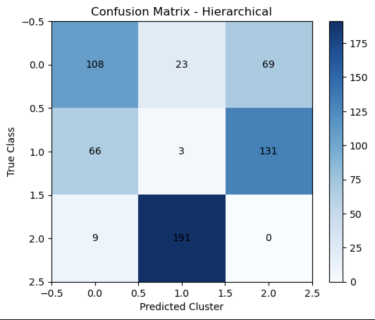 Confusion Matrix - Hierarchical
−0.5
0.0
0.5
1.0
1.5
2.0
2.5
True Class
108 23 69
66 3 131
9 191 0
−0.5 0.0 0.5 1.0 1.5 2.0 2.5
Predicted Cluster
175
150
125
100
75
50
25
0